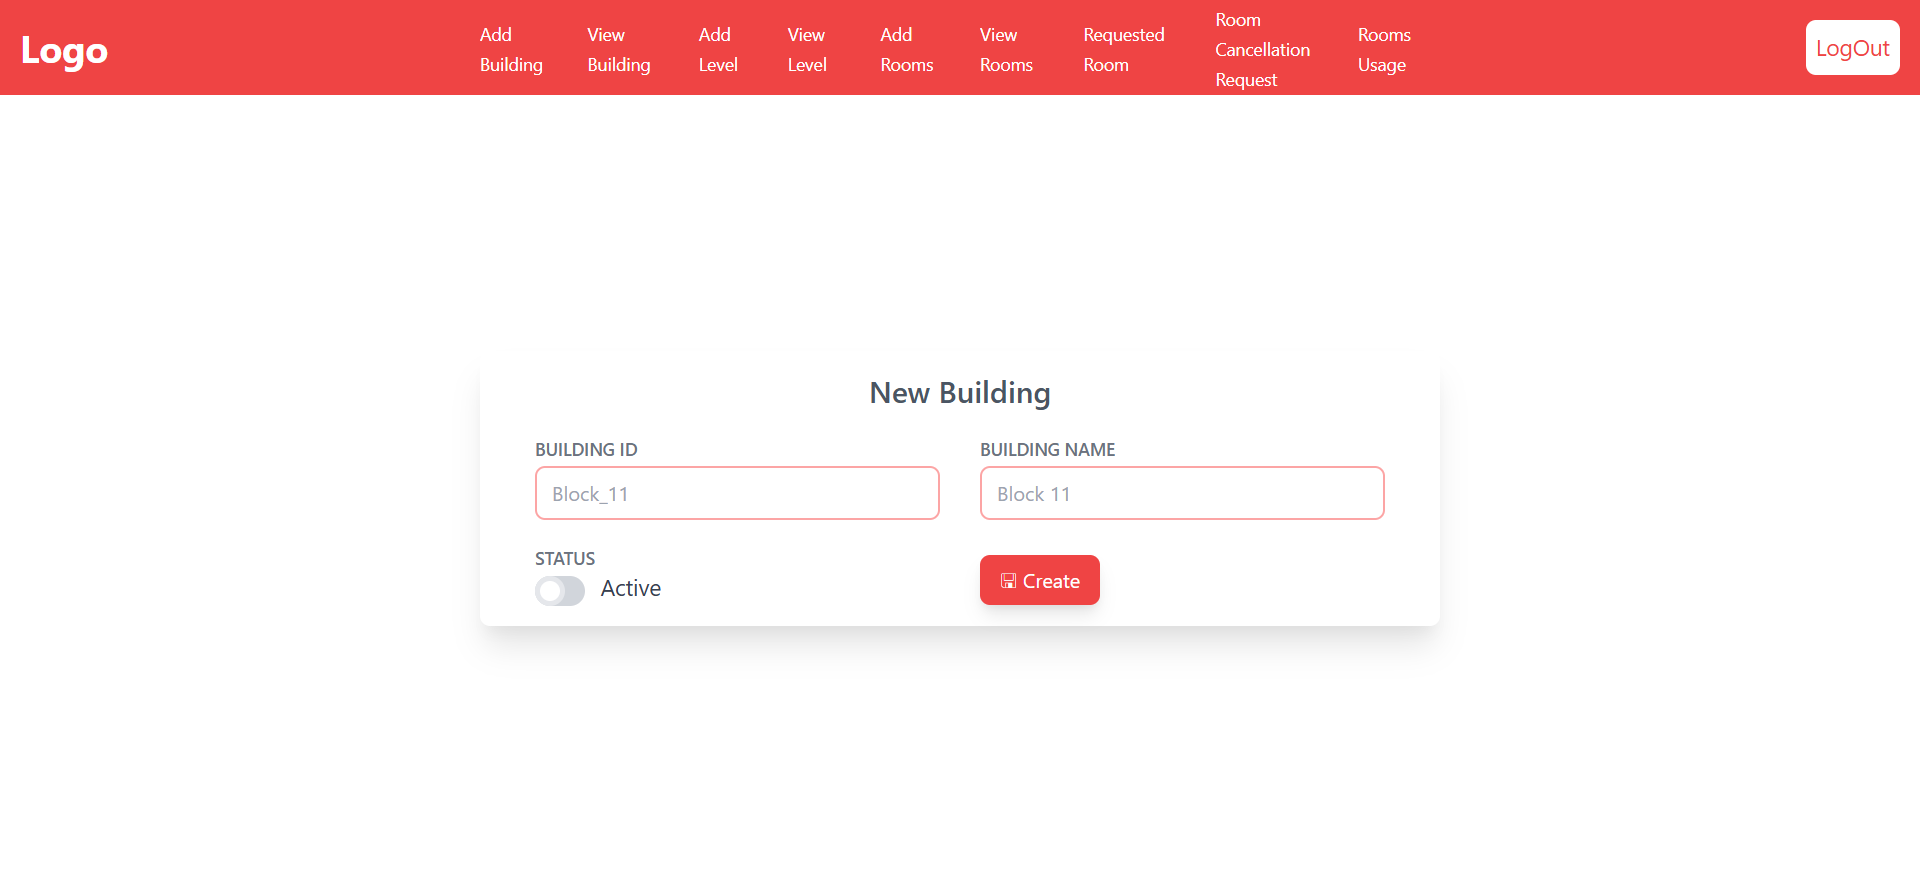 Logo
Add
Building
View
Building
Add
Level
View
Level
Add
Rooms
View
Rooms
Requested
Room
Room
Cancellation
Request
Rooms
Usage
LogOut
New Building
BUILDING ID
Block_11
BUILDING NAME
Block 11
STATUS
Active
Create